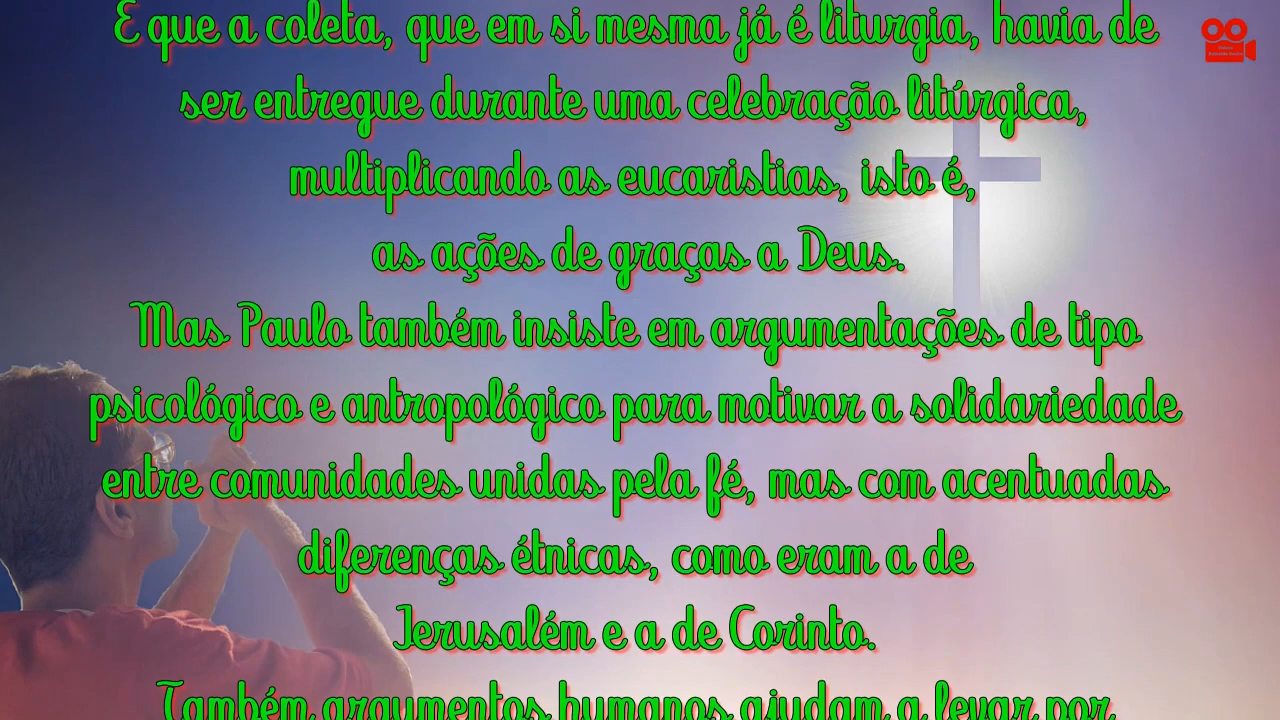 É que a coleta, que em si mesma já é liturgia, havia de
ser entregue durante uma celebração litúrgica,
multiplicando as eucaristias, isto é,
as ações de graças a Deus.
Mas Paulo também insiste em argumentações de tipo
psicológico e antropológico para motivar a solidariedade
entre comunidades unidas pela fé, mas com acentuadas
diferenças étnicas, como eram a de
Jerusalém e a de Corinto.
Também argumentos humanos ajudam a levar por